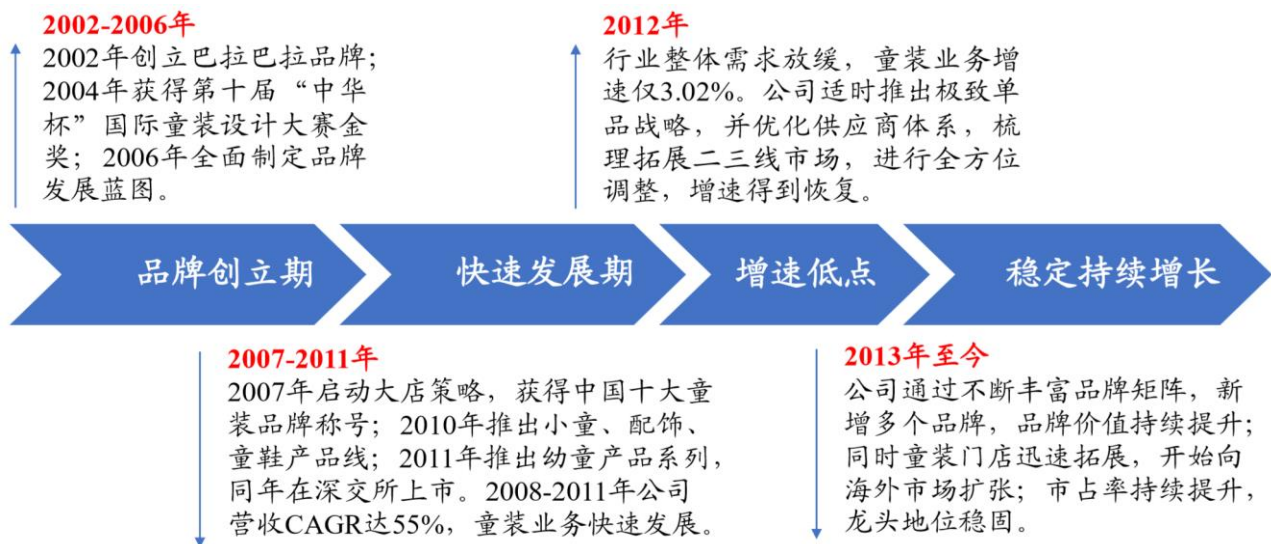 2002-2006年
2002年创立巴拉巴拉品牌；
2004年获得第十届“中华
杯”国际童装设计大赛金
奖；2006年全面制定品牌
发展蓝图。
2012年
行业整体需求放缓，童装业务增
速仅3.02%。公司适时推出极致单
品战略，并优化供应商体系，梳
理拓展二三线市场，进行全方位
调整，增速得到恢复。
品牌创立期
快速发展期
增速低点
稳定持续增长
2007-2011年
2007年启动大店策略，获得中国十大童
装品牌称号；2010年推出小童、配饰、
童鞋产品线；2011年推出幼童产品系列，
同年在深交所上市。2008-2011年公司
营收CAGR达55%，童装业务快速发展。
2013年至今
公司通过不断丰富品牌矩阵，新
增多个品牌，品牌价值持续提升；
同时童装门店迅速拓展，开始向
海外市场扩张；市占率持续提升，
龙头地位稳固。